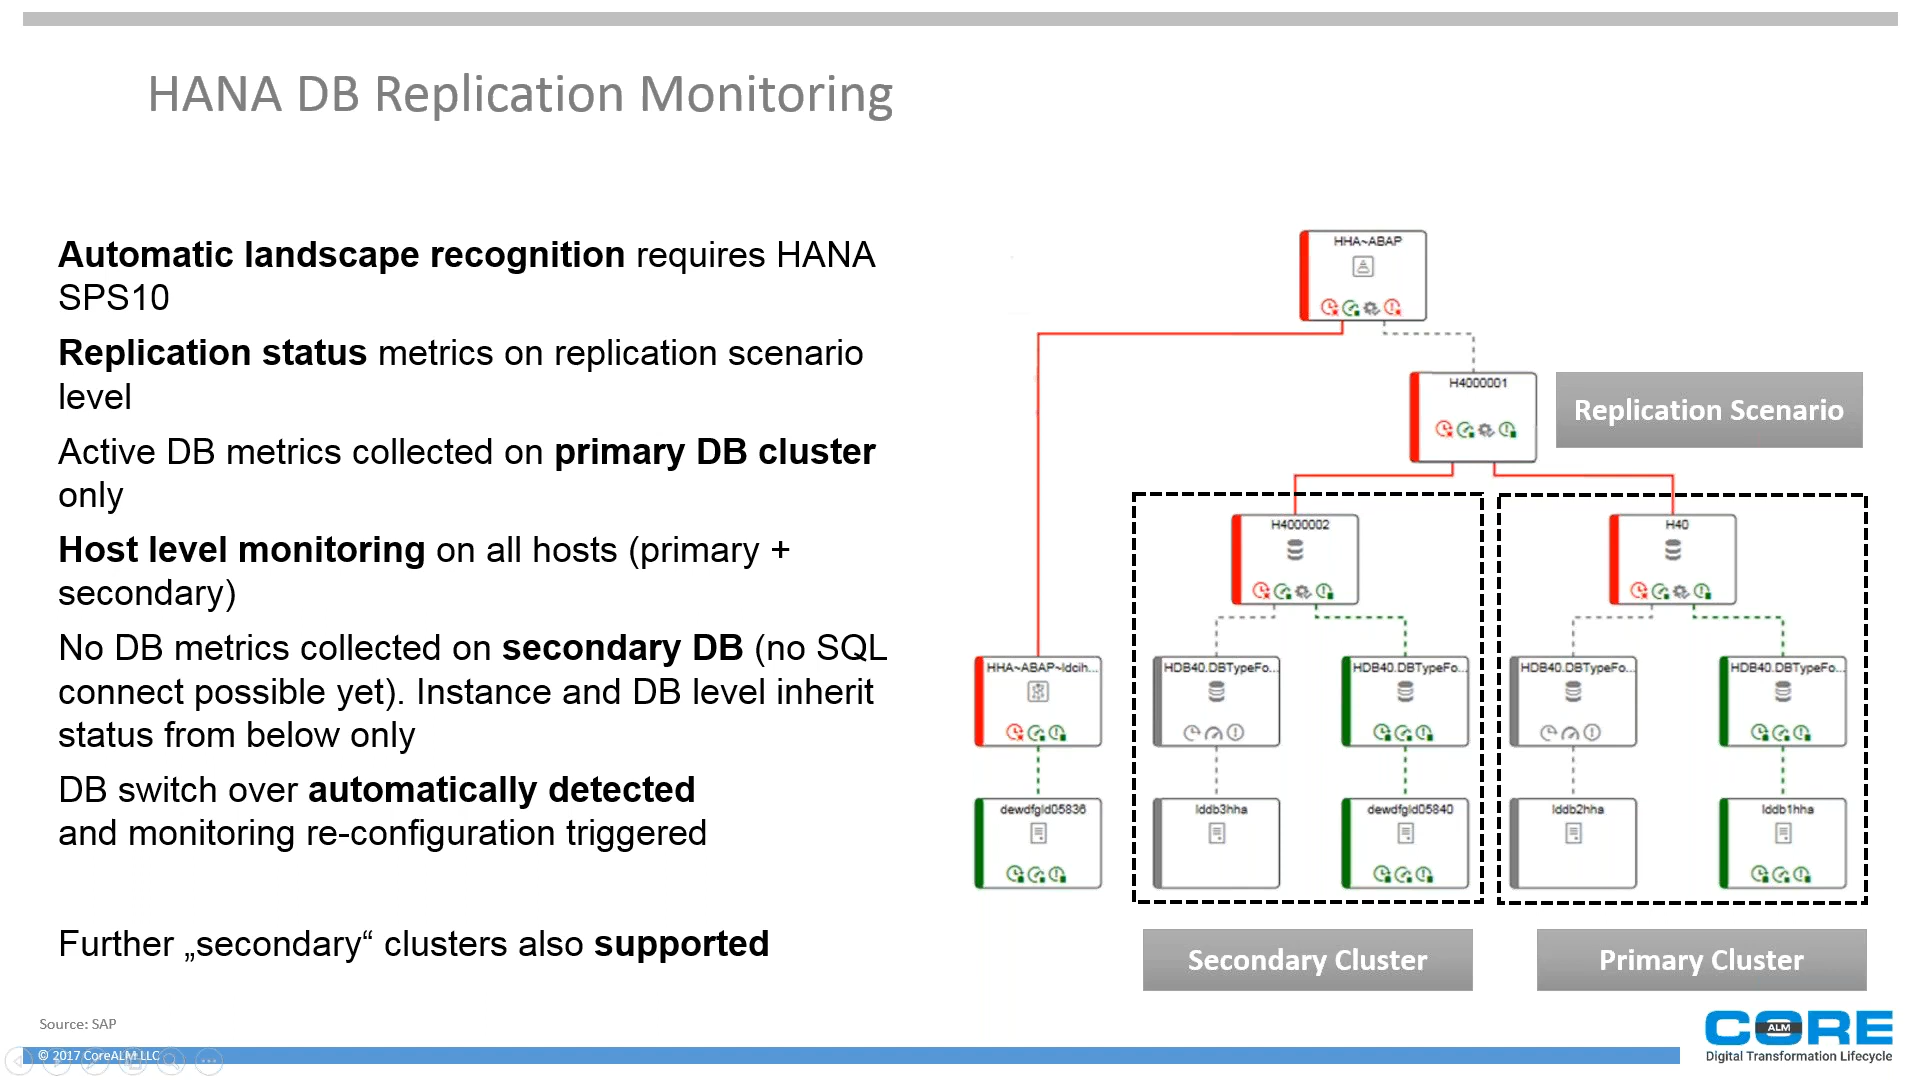 HANA DB Replication Monitoring
Automatic landscape recognition requires HANA
SPS10
Replication status metrics on replication scenario
level
Active DB metrics collected on primary DB cluster
only
Host level monitoring on all hosts (primary +
secondary)
No DB metrics collected on secondary DB (no SQL
connect possible yet). Instance and DB level inherit
status from below only
DB switch over automatically detected
and monitoring re-configuration triggered
Further „secondary“ clusters also supported
HHA~ABAP
H4000001
Replication Scenario
H4000002
H40
HHA~ABAP~ldcih...
HDB40.DBTypeFo...
HDB40.DBTypeFo...
HDB40.DBTypeFo...
HDB40.DBTypeFo...
dewdfgld05836
lddb3hha
dewdfgld05840
lddb2hha
lddb1hha
Secondary Cluster
Primary Cluster
Source: SAP
© 2017 CoreALM LLC
CORE
ALM
Digital Transformation Lifecycle